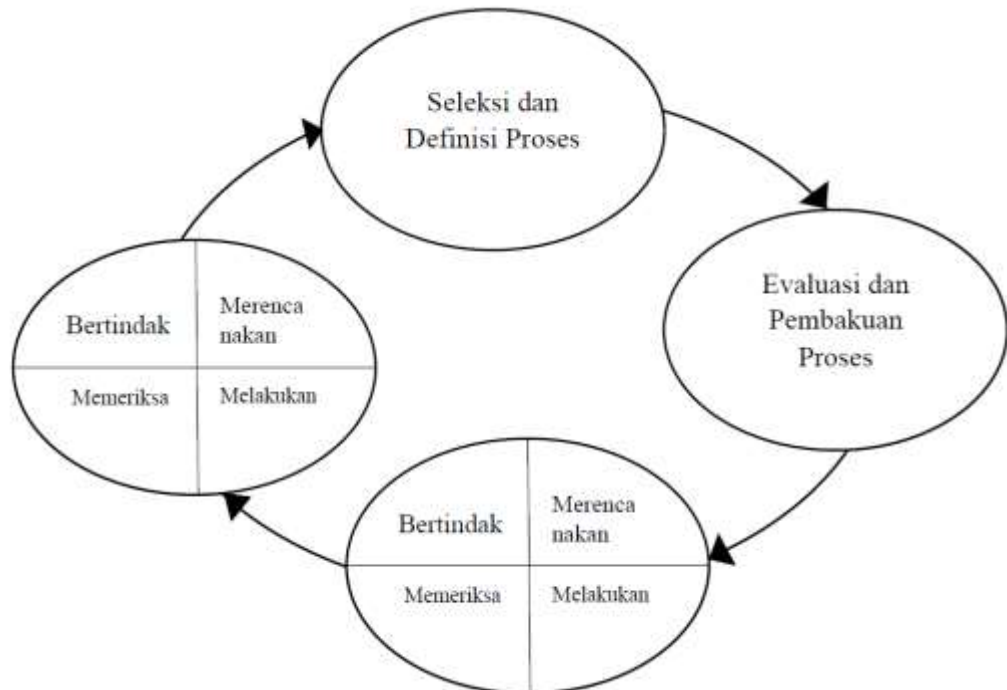 Seleksi dan
Definisi Proses
Evaluasi dan
Pembakuan
Proses
Bertindak
Merenca
nakan
Memeriksa
Melakukan
Bertindak
Merenca
nakan
Memeriksa
Melakukan